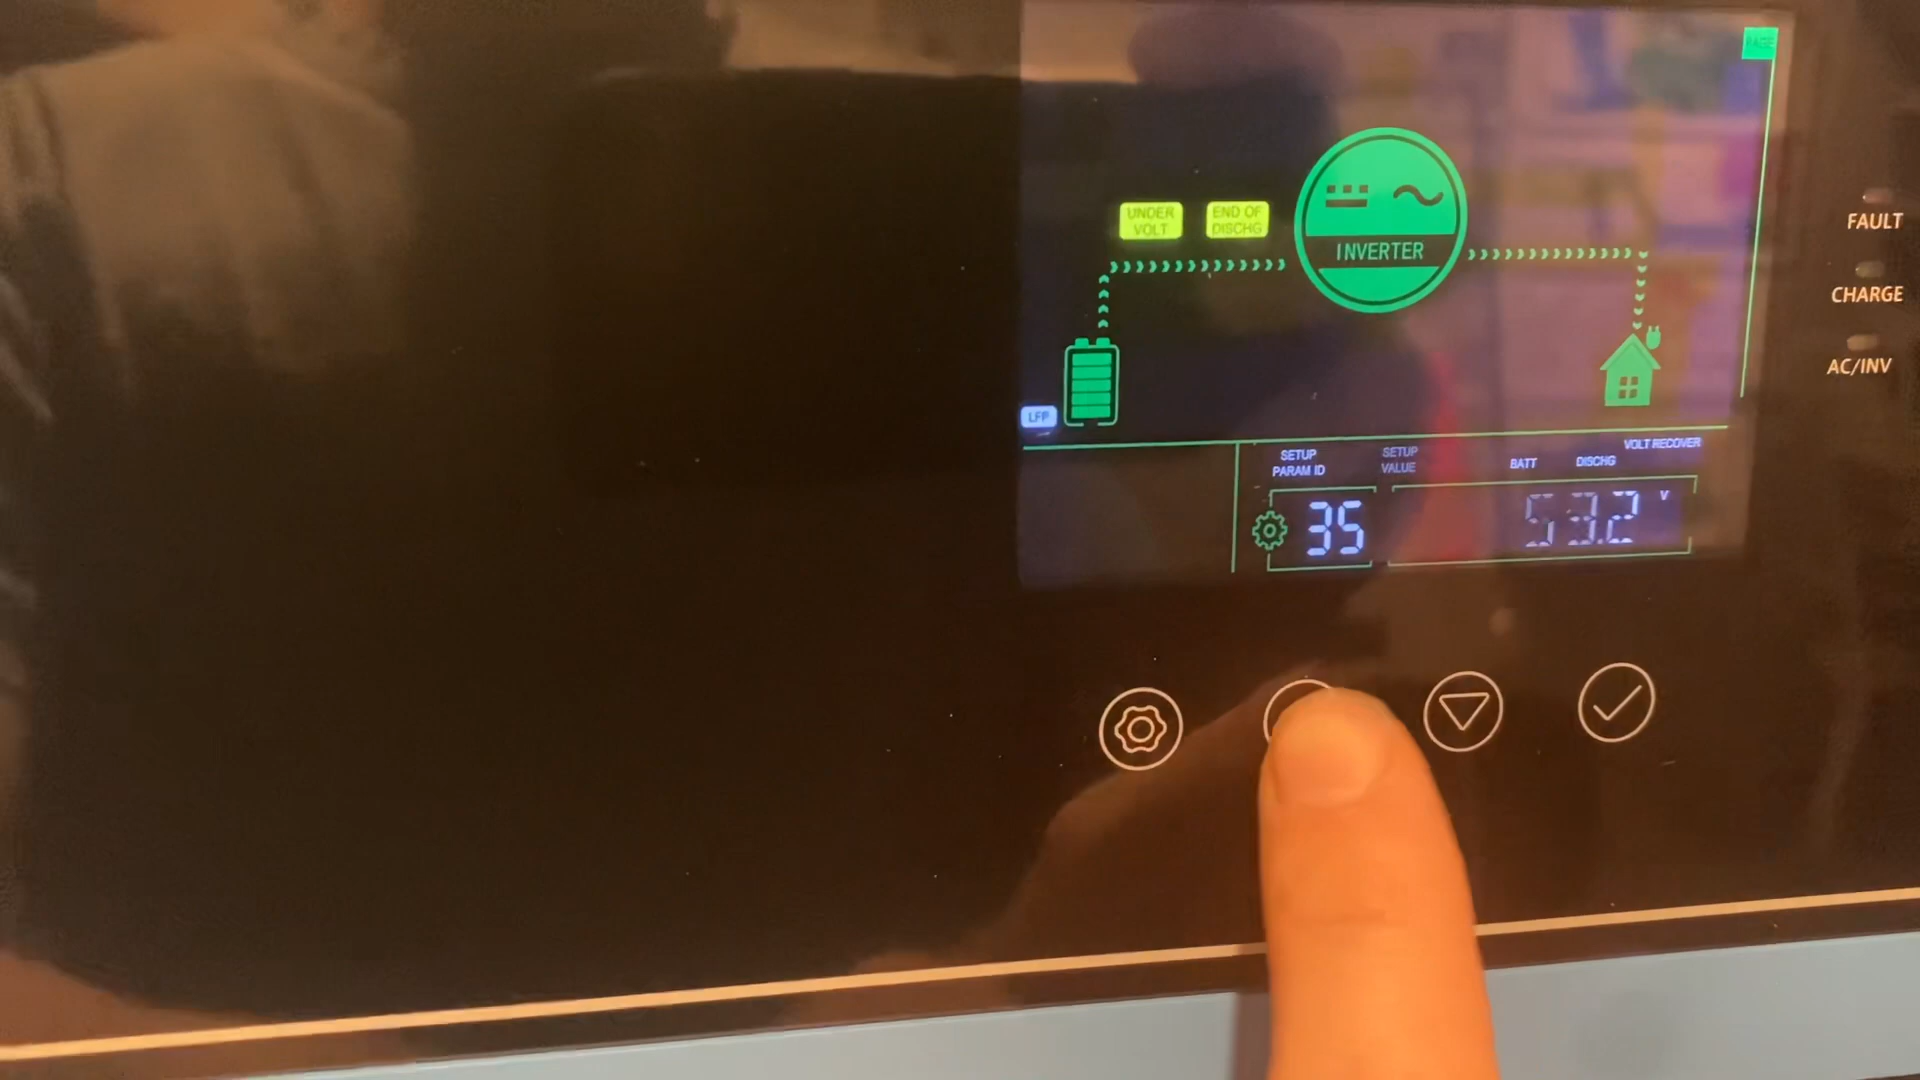 UNDER
VOLT
END OF
DISCHG
INVERTER
FAULT
CHARGE
AC/INV
LFP
SETUP
PARAM ID
SETUP
VALUE
BATT
DISCHG
VOLT RECOVER
35
53.2
V